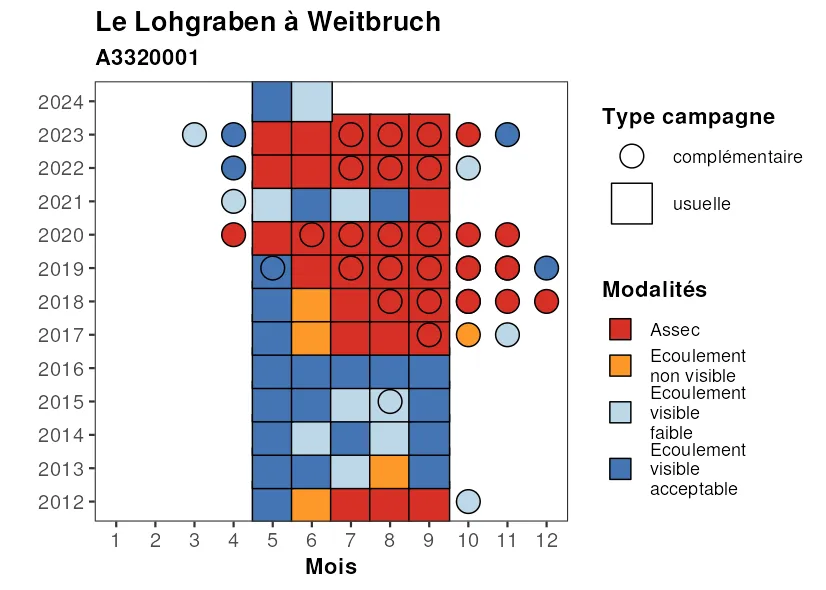 Le Lohgraben à Weitbruch
A3320001
2024
2023
2022
2021
2020
2019
2018
2017
2016
2015
2014
2013
2012
1 2 3 4 5 6 7 8 9 10 11 12
Mois
Type campagne
complémentaire
usuelle
Modalités
Assec
Ecoulement
non visible
Ecoulement
visible
faible
Ecoulement
visible
acceptable